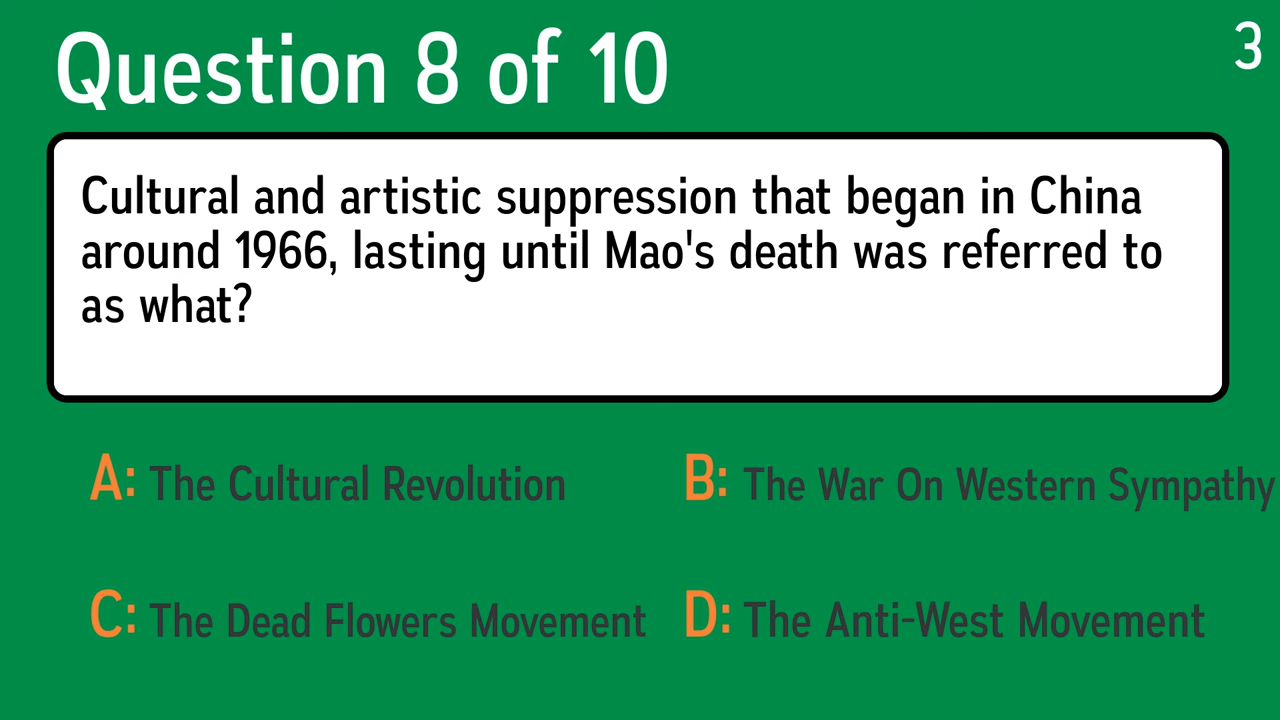 Question 8 of 10
3
Cultural and artistic suppression that began in China
around 1966, lasting until Mao's death was referred to
as what?
A: The Cultural Revolution
B: The War On Western Sympathy
C: The Dead Flowers Movement
D: The Anti-West Movement